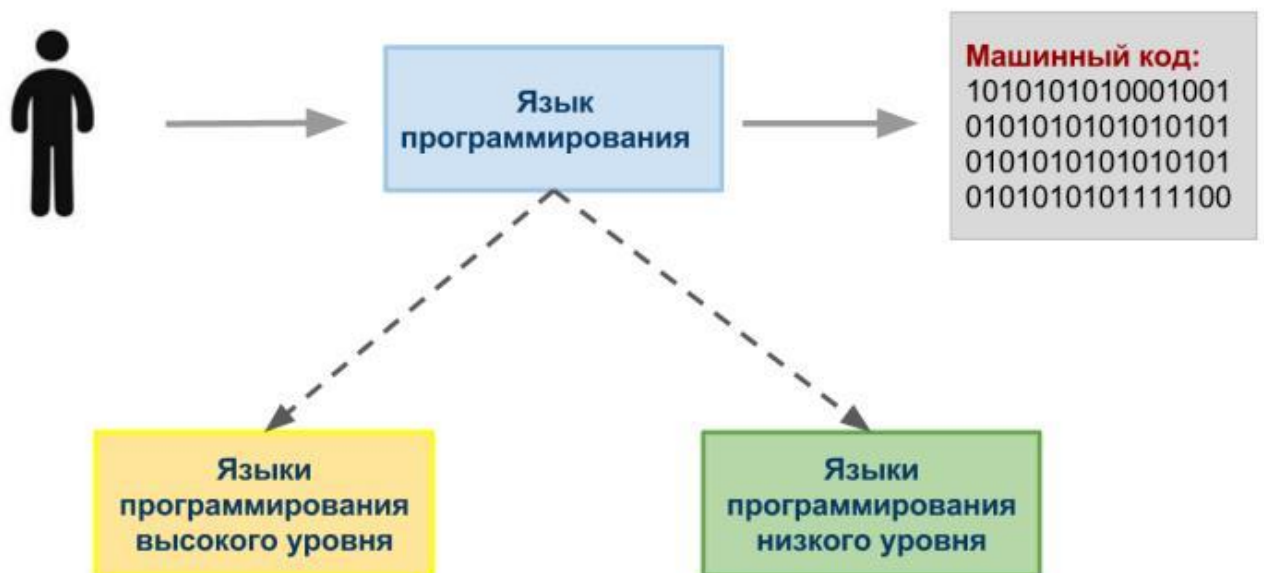 Язык
программирования
Машинный код:
1010101010001001
0101010101010101
0101010101010101
0101010101111100
Языки
программирования
высокого уровня
Языки
программирования
низкого уровня